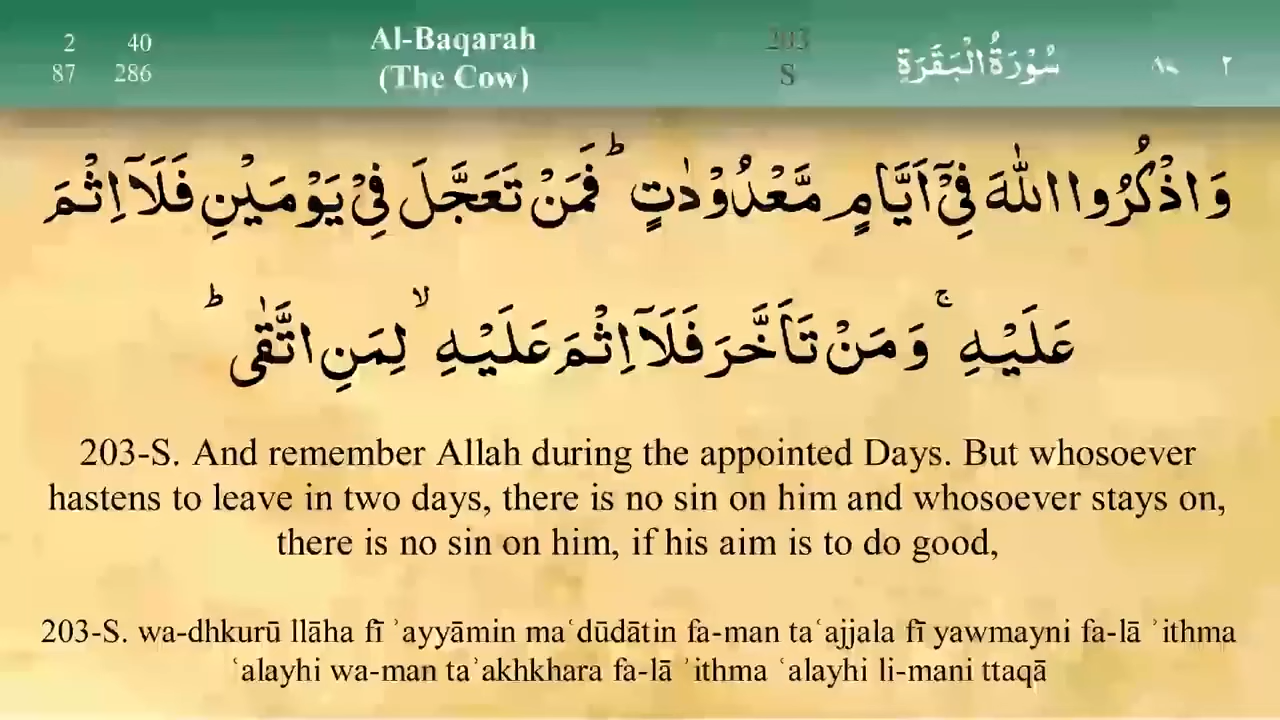 2 40 Al-Baqarah 203 سُوْرَةُ الْبَقَرَةِ ٢
87 286 (The Cow) S
وَاذْكُرُوا اللّٰهَ فِيْٓ اَيَّامٍ مَّعْدُوْدٰتٍ ؕ فَمَنْ تَعَجَّلَ فِيْ يَوْمَيْنِ فَلَآ اِثْمَ
عَلَيْهِ ۚ وَمَنْ تَاَخَّرَ فَلَآ اِثْمَ عَلَيْهِ ۙ لِمَنِ اتَّقٰى ؕ
203-S. And remember Allah during the appointed Days. But whosoever
hastens to leave in two days, there is no sin on him and whosoever stays on,
there is no sin on him, if his aim is to do good,
203-S. wa-dhkurū llāha fī ʾayyāmin maʿdūdātin fa-man taʿajjala fī yawmayni fa-lā ʾithma
ʿalayhi wa-man taʾakhkhara fa-lā ʾithma ʿalayhi li-mani ttaqā